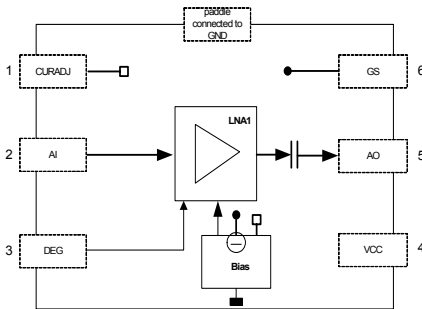 paddle
connected to
GND
1 CURADJ
GS 6
LNA1
2 AI
AO 5
3 DEG
VCC 4
Bias